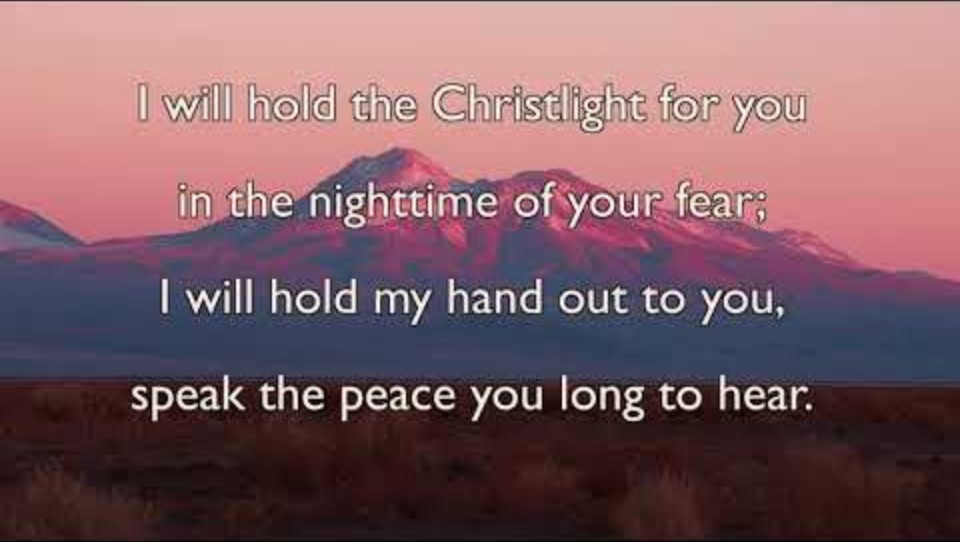 I will hold the Christlight for you
in the nighttime of your fear;
I will hold my hand out to you,
speak the peace you long to hear.